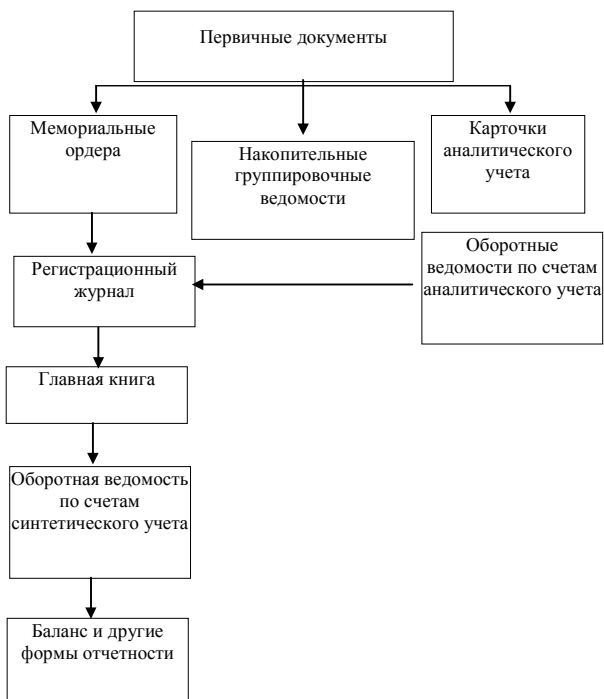 Первичные документы
Мемориальные
ордера
Накопительные
группировочные
ведомости
Карточки
аналитического
учета
Регистрационный
журнал
Оборотные
ведомости по счетам
аналитического учета
Главная книга
Оборотная ведомость
по счетам
синтетического учета
Баланс и другие
формы отчетности